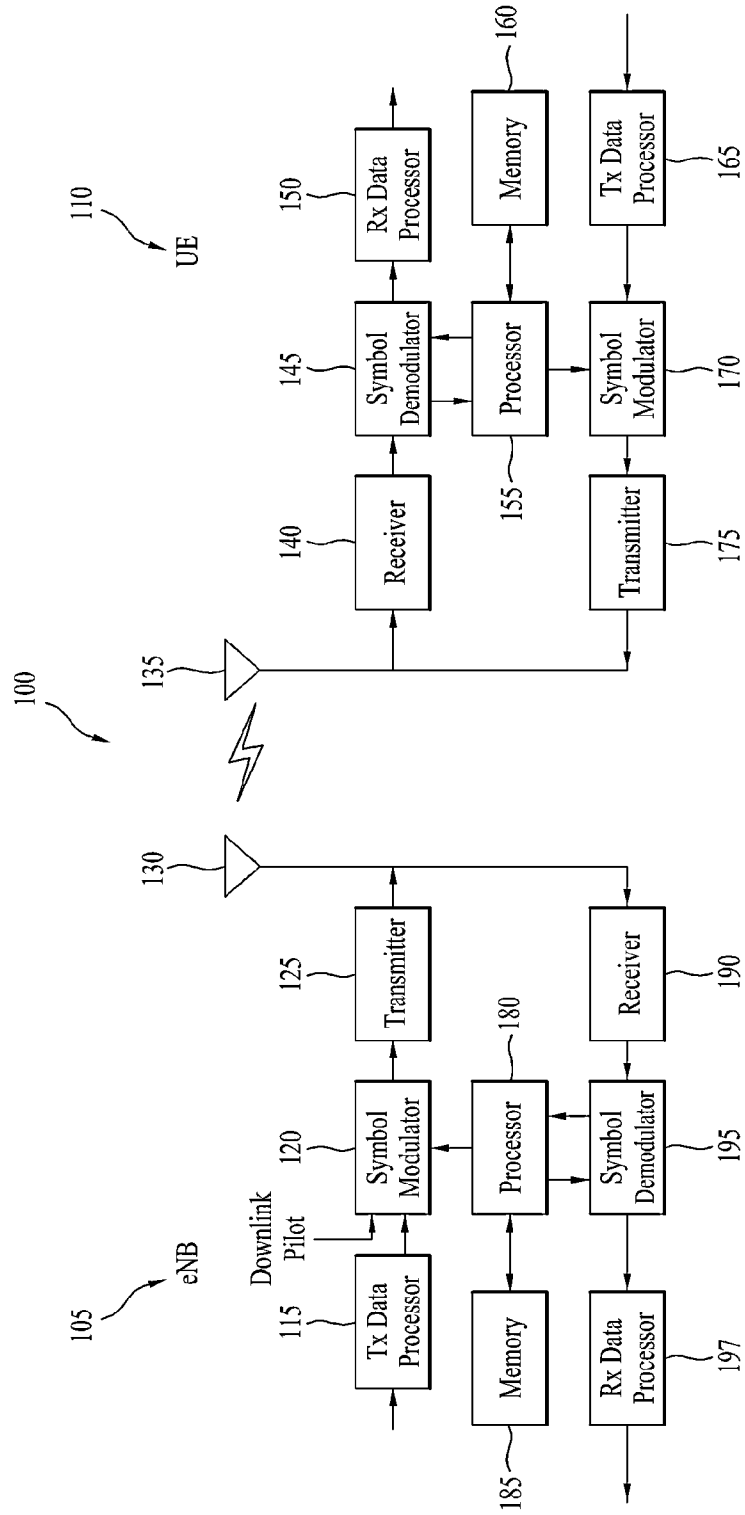 100
105
eNB
110
UE
130
135
115
Tx Data
Processor
Downlink
Pilot
120
Symbol
Modulator
125
Transmitter
140
Receiver
145
Symbol
Demodulator
150
Rx Data
Processor
185
Memory
180
Processor
155
Processor
160
Memory
197
Rx Data
Processor
195
Symbol
Demodulator
190
Receiver
175
Transmitter
170
Symbol
Modulator
165
Tx Data
Processor